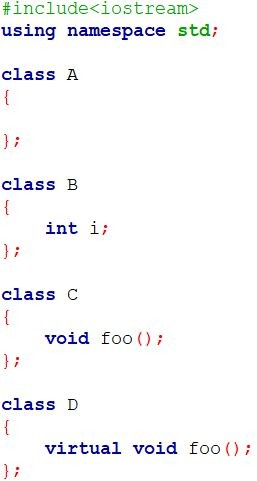 #include<iostream>
using namespace std;
class A
{
};
class B
{
    int i;
};
class C
{
    void foo();
};
class D
{
    virtual void foo();
};